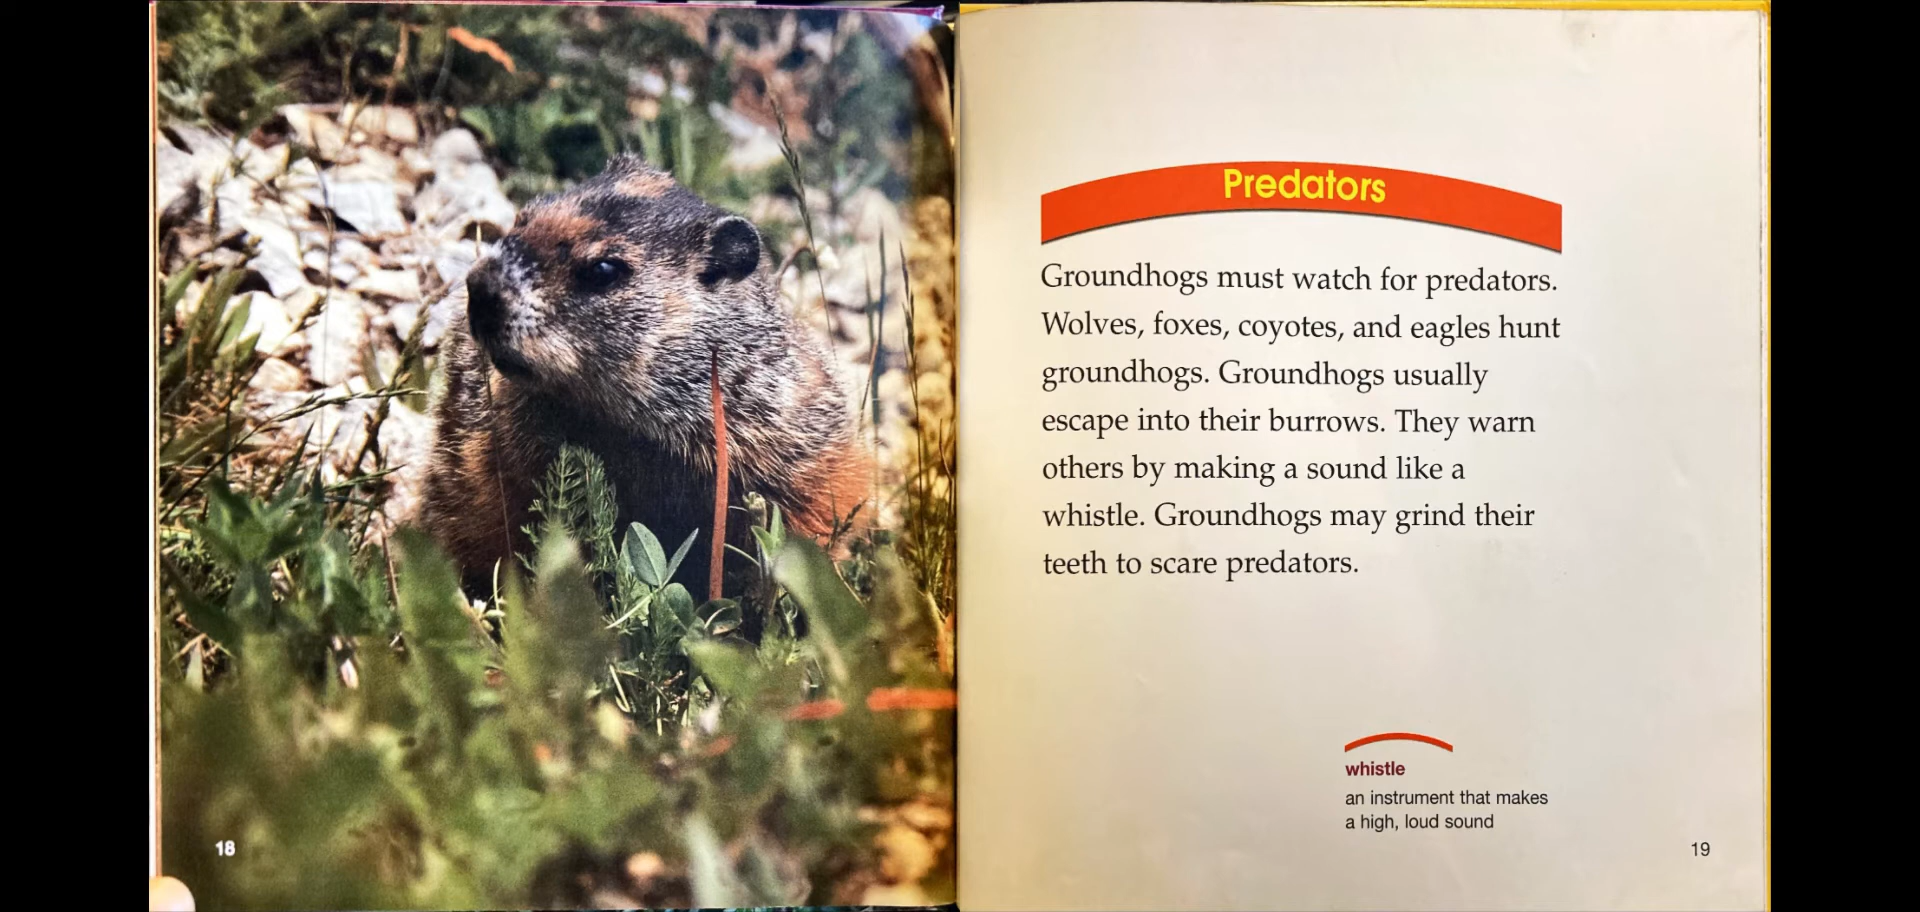 18
Predators
Groundhogs must watch for predators.
Wolves, foxes, coyotes, and eagles hunt
groundhogs. Groundhogs usually
escape into their burrows. They warn
others by making a sound like a
whistle. Groundhogs may grind their
teeth to scare predators.
whistle
an instrument that makes
a high, loud sound
19